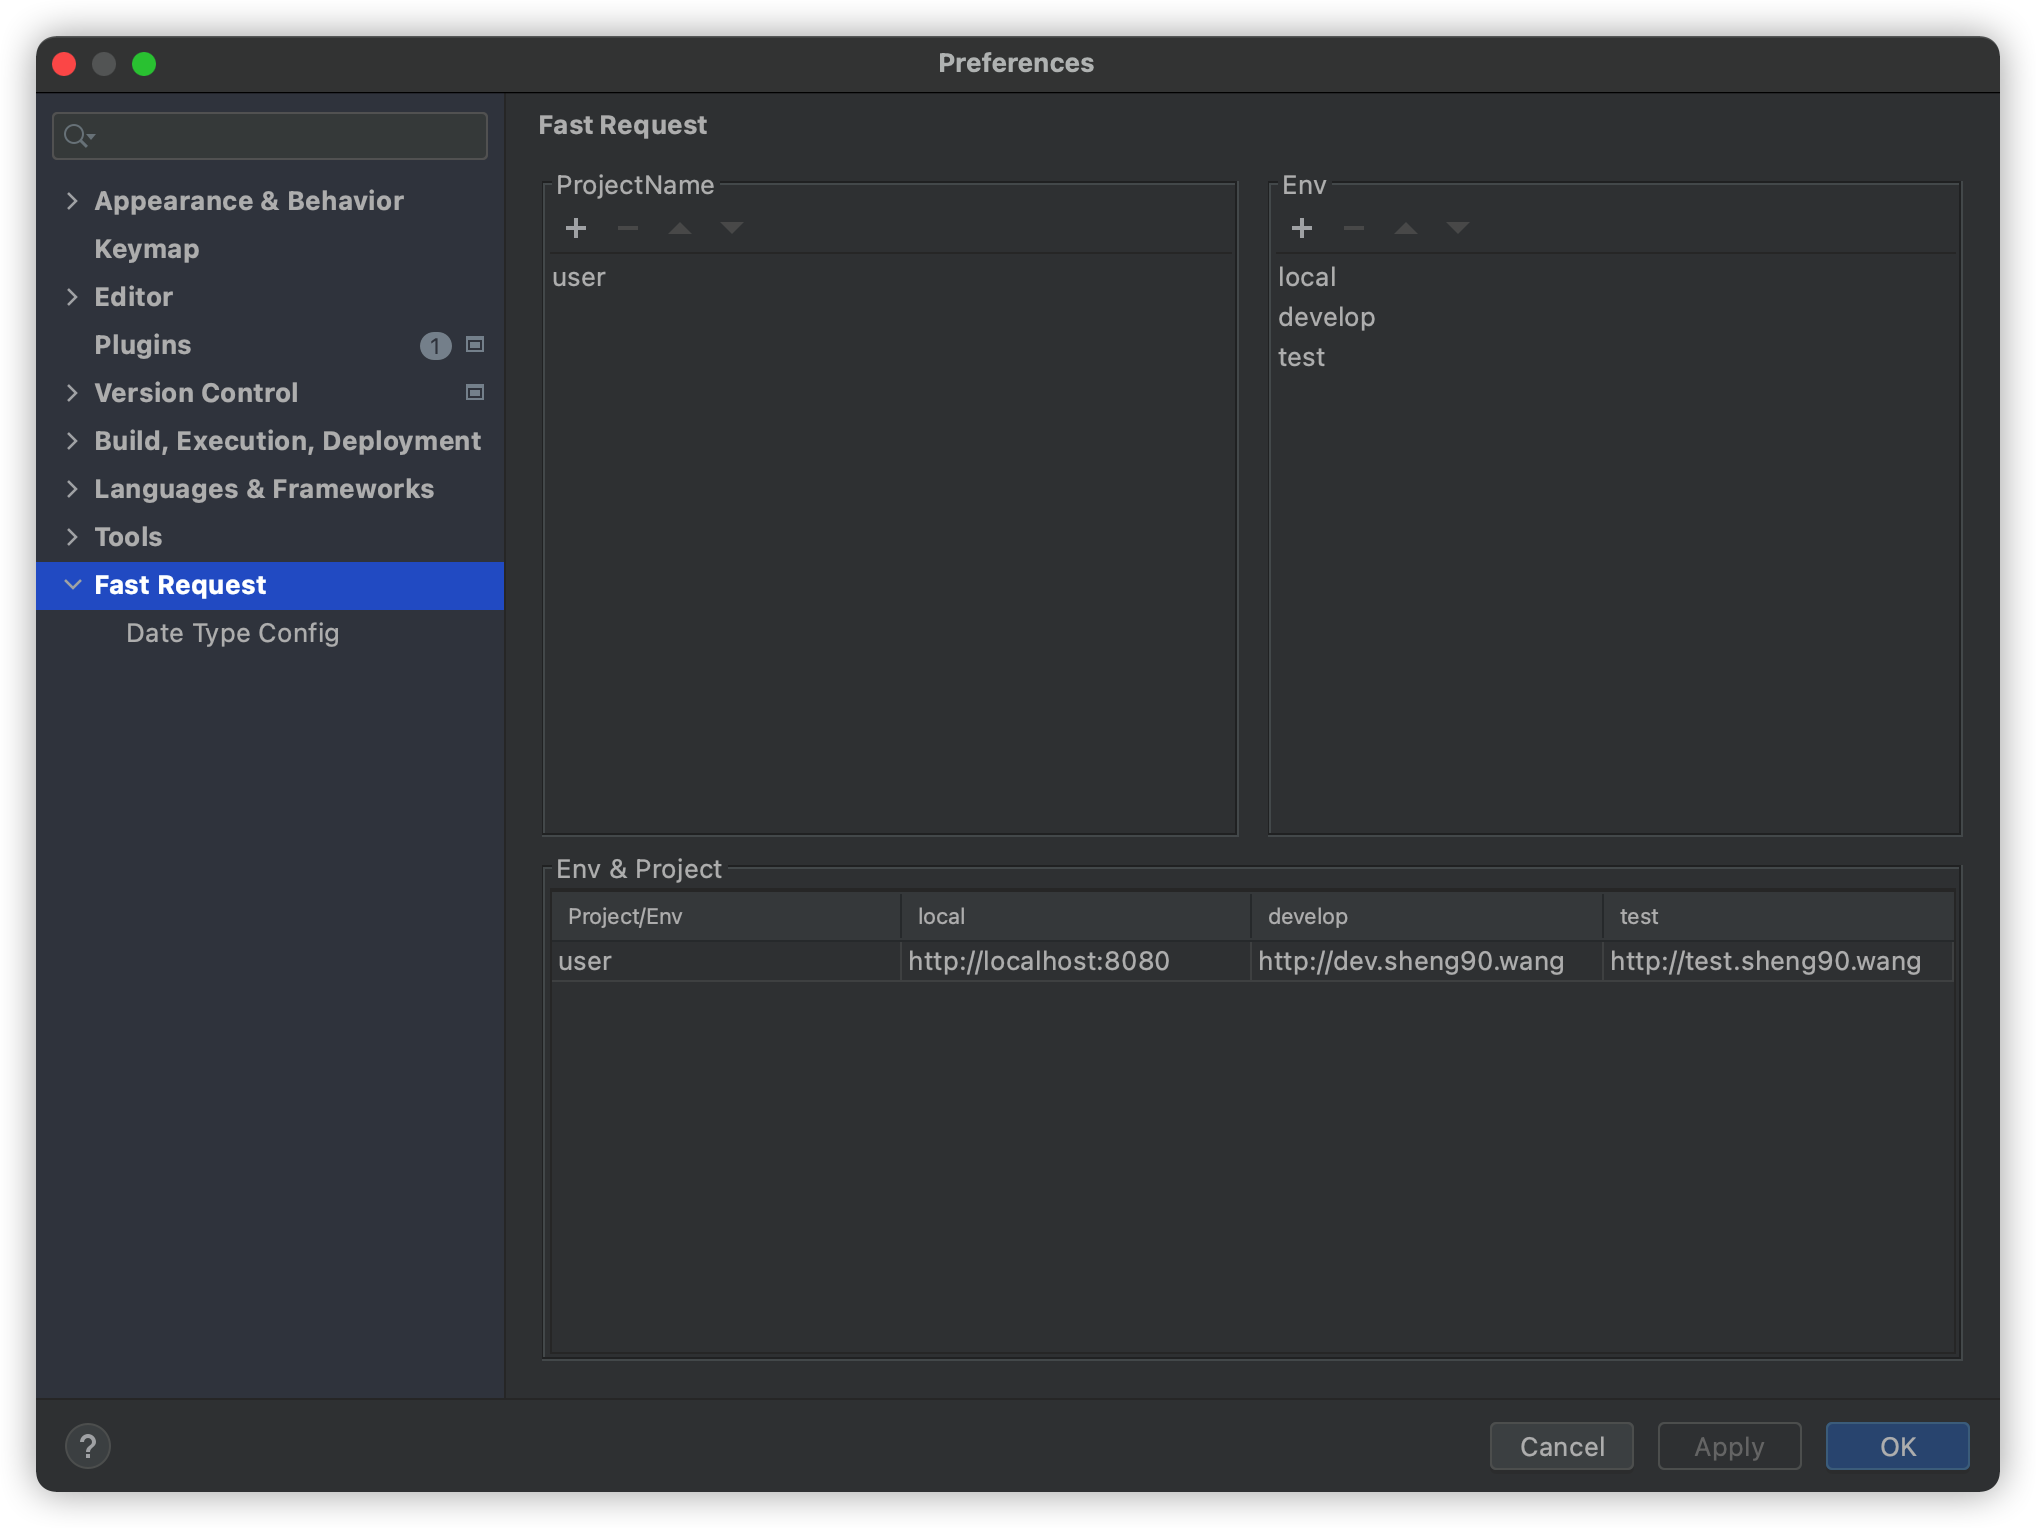 Preferences
Appearance & Behavior
Keymap
Editor
Plugins 1
Version Control
Build, Execution, Deployment
Languages & Frameworks
Tools
Fast Request
Date Type Config
Fast Request
ProjectName
user
Env
local
develop
test
Env & Project
Project/Env local develop test
user http://localhost:8080 http://dev.sheng90.wang http://test.sheng90.wang
?
Cancel Apply OK